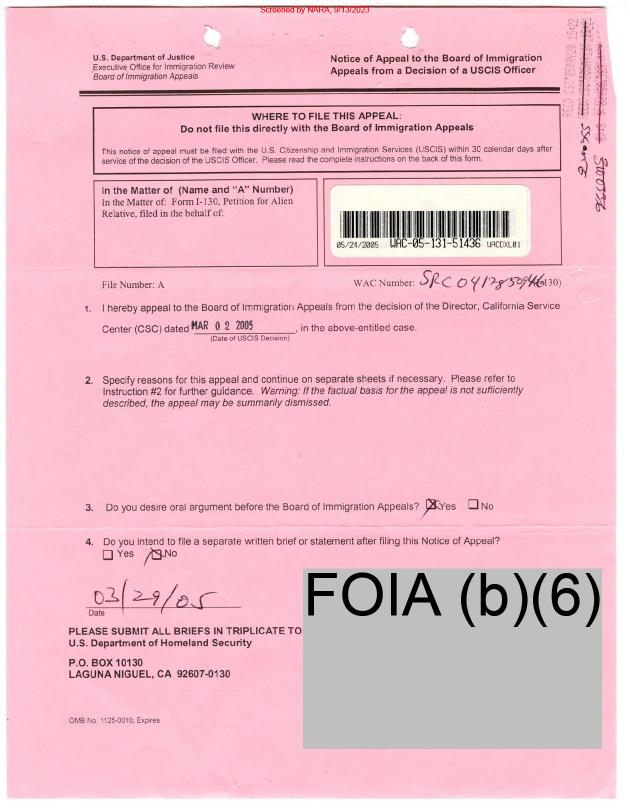 Screened by NARA, 9/13/2023
U.S. Department of Justice
Executive Office for Immigration Review
Board of Immigration Appeals
Notice of Appeal to the Board of Immigration
Appeals from a Decision of a USCIS Officer
WHERE TO FILE THIS APPEAL:
Do not file this directly with the Board of Immigration Appeals
This notice of appeal must be filed with the U.S. Citizenship and Immigration Services (USCIS) within 30 calendar days after
service of the decision of the USCIS Officer. Please read the complete instructions on the back of this form.
In the Matter of (Name and "A" Number)
In the Matter of: Form I-130, Petition for Alien
Relative, filed in the behalf of:
05/24/2005 WAC-05-131-51436 WACDXL01
File Number: A
WAC Number:
130)
1. I hereby appeal to the Board of Immigration Appeals from the decision of the Director, California Service
Center (CSC) dated MAR 02 2005, in the above-entitled case.
(Date of USCIS Decision)
2. Specify reasons for this appeal and continue on separate sheets if necessary. Please refer to
Instruction #2 for further guidance. Warning: If the factual basis for the appeal is not sufficiently
described, the appeal may be summarily dismissed.
3. Do you desire oral argument before the Board of Immigration Appeals? Yes No
4. Do you intend to file a separate written brief or statement after filing this Notice of Appeal?
Yes No
03/29/05
Date
FOIA (b)(6)
PLEASE SUBMIT ALL BRIEFS IN TRIPLICATE TO
U.S. Department of Homeland Security
P.O. BOX 10130
LAGUNA NIGUEL, CA 92607-0130
OMB No. 1125-0010; Expires